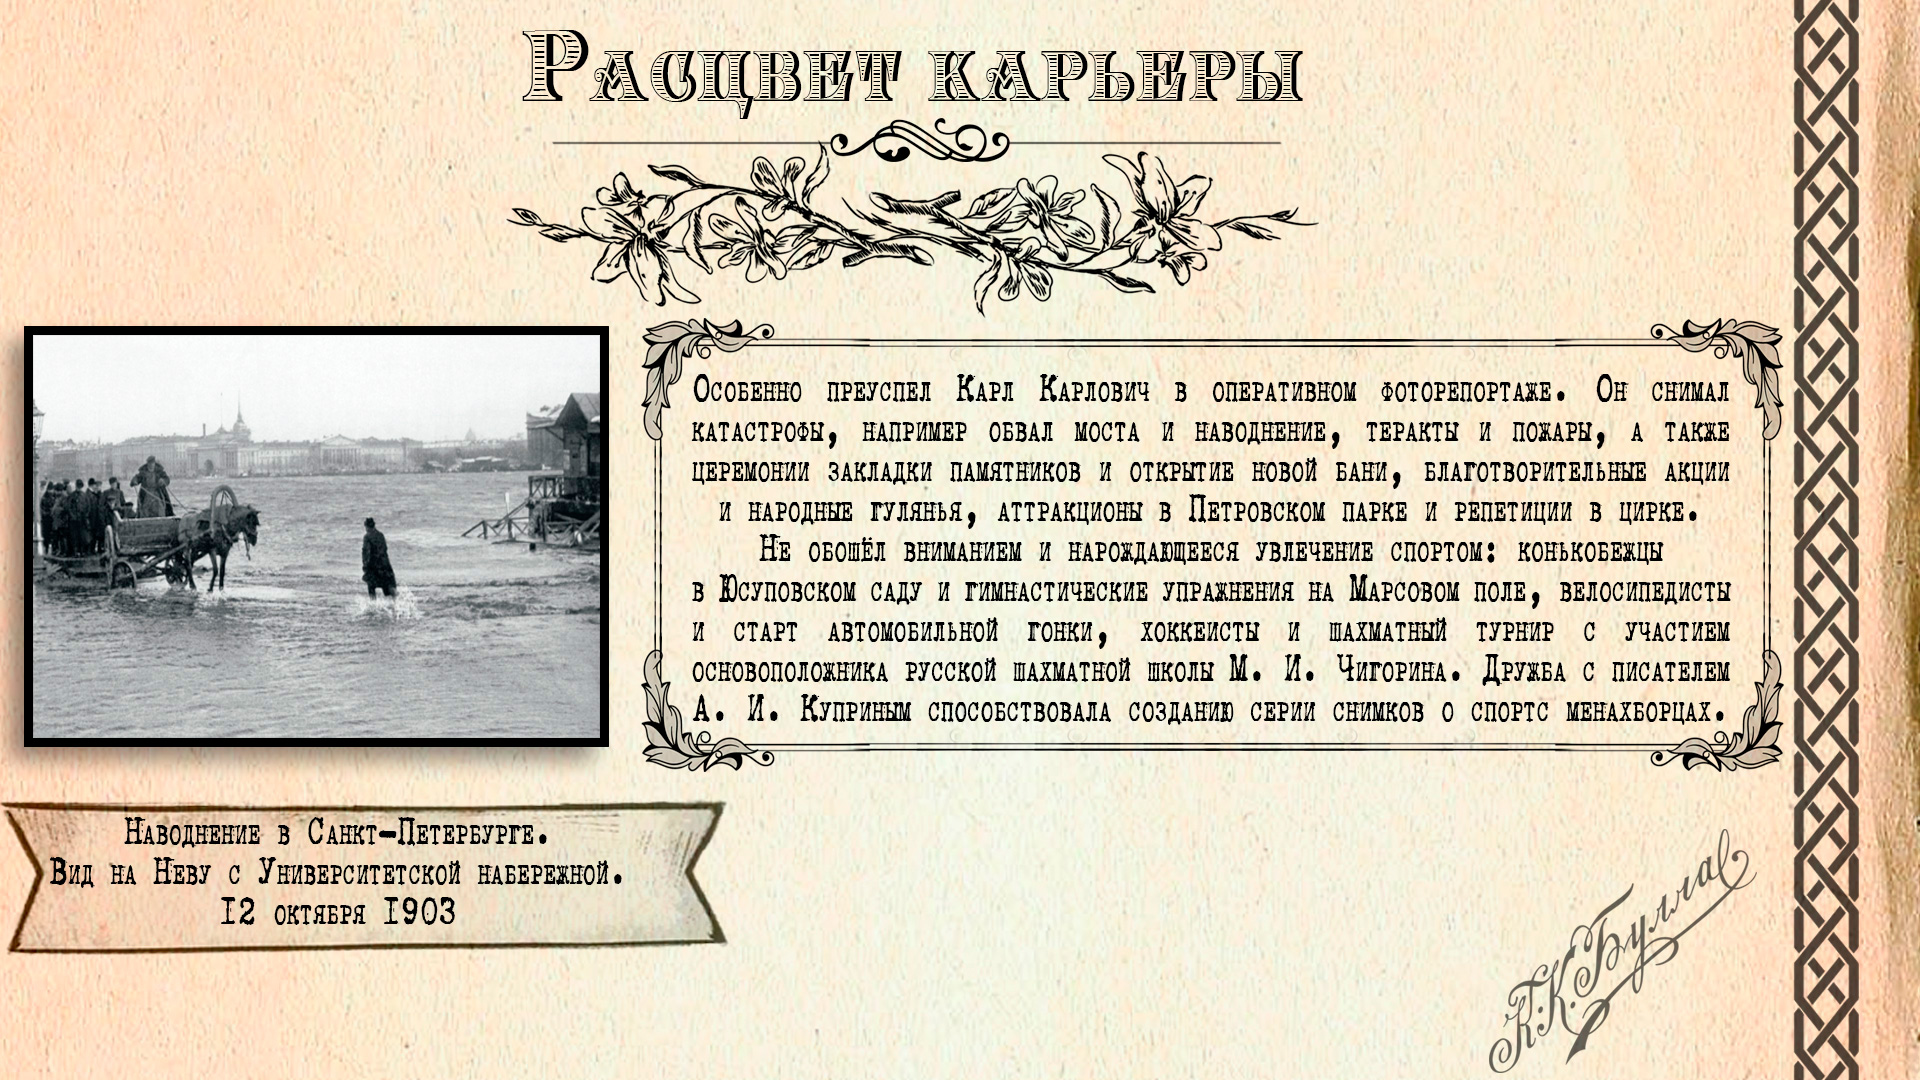 Расцвет карьеры
Особенно преуспел Карл Карлович в оперативном фоторепортаже. Он снимал
катастрофы, например обвал моста и наводнение, теракты и пожары, а также
церемонии закладки памятников и открытие новой бани, благотворительные акции
и народные гулянья, аттракционы в Петровском парке и репетиции в цирке.
Не обошёл вниманием и нарождающееся увлечение спортом: конькобежцы
в Юсуповском саду и гимнастические упражнения на Марсовом поле, велосипедисты
и старт автомобильной гонки, хоккеисты и шахматный турнир с участием
основоположника русской шахматной школы М. И. Чигорина. Дружба с писателем
А. И. Куприным способствовала созданию серии снимков о спортс менахборцах.
Наводнение в Санкт-Петербурге.
Вид на Неву с Университетской набережной.
12 октября 1903
К.К.Булла